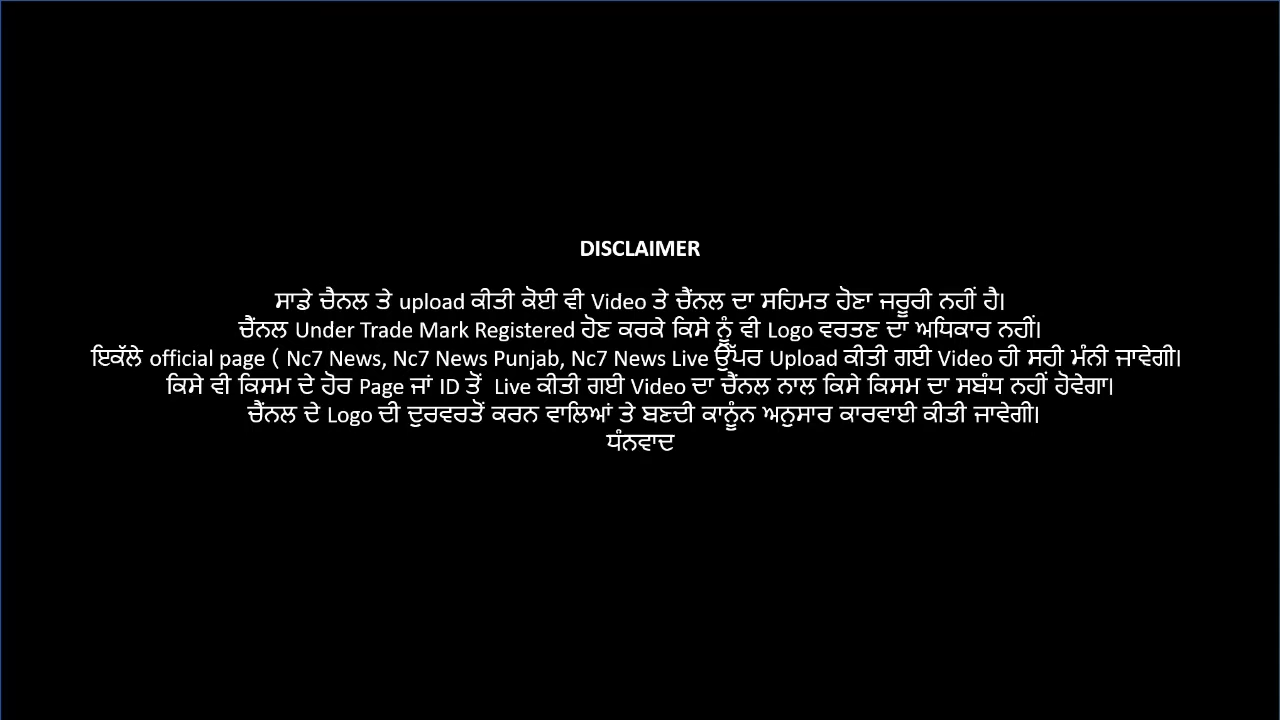 DISCLAIMER
ਸਾਡੇ ਚੈਨਲ ਤੇ upload ਕੀਤੀ ਕੋਈ ਵੀ Video ਤੇ ਚੈਂਨਲ ਦਾ ਸਹਿਮਤ ਹੋਣਾ ਜਰੂਰੀ ਨਹੀਂ ਹੈ।
ਚੈਂਨਲ Under Trade Mark Registered ਹੋਣ ਕਰਕੇ ਕਿਸੇ ਨੂੰ ਵੀ Logo ਵਰਤਣ ਦਾ ਅਧਿਕਾਰ ਨਹੀਂ।
ਇਕੱਲੇ official page ( Nc7 News, Nc7 News Punjab, Nc7 News Live ਉੱਪਰ Upload ਕੀਤੀ ਗਈ Video ਹੀ ਸਹੀ ਮੰਨੀ ਜਾਵੇਗੀ।
ਕਿਸੇ ਵੀ ਕਿਸਮ ਦੇ ਹੋਰ Page ਜਾਂ ID ਤੋਂ Live ਕੀਤੀ ਗਈ Video ਦਾ ਚੈਂਨਲ ਨਾਲ ਕਿਸੇ ਕਿਸਮ ਦਾ ਸਬੰਧ ਨਹੀਂ ਹੋਵੇਗਾ।
ਚੈਂਨਲ ਦੇ Logo ਦੀ ਦੁਰਵਰਤੋਂ ਕਰਨ ਵਾਲਿਆਂ ਤੇ ਬਣਦੀ ਕਾਨੂੰਨ ਅਨੁਸਾਰ ਕਾਰਵਾਈ ਕੀਤੀ ਜਾਵੇਗੀ।
ਧੰਨਵਾਦ